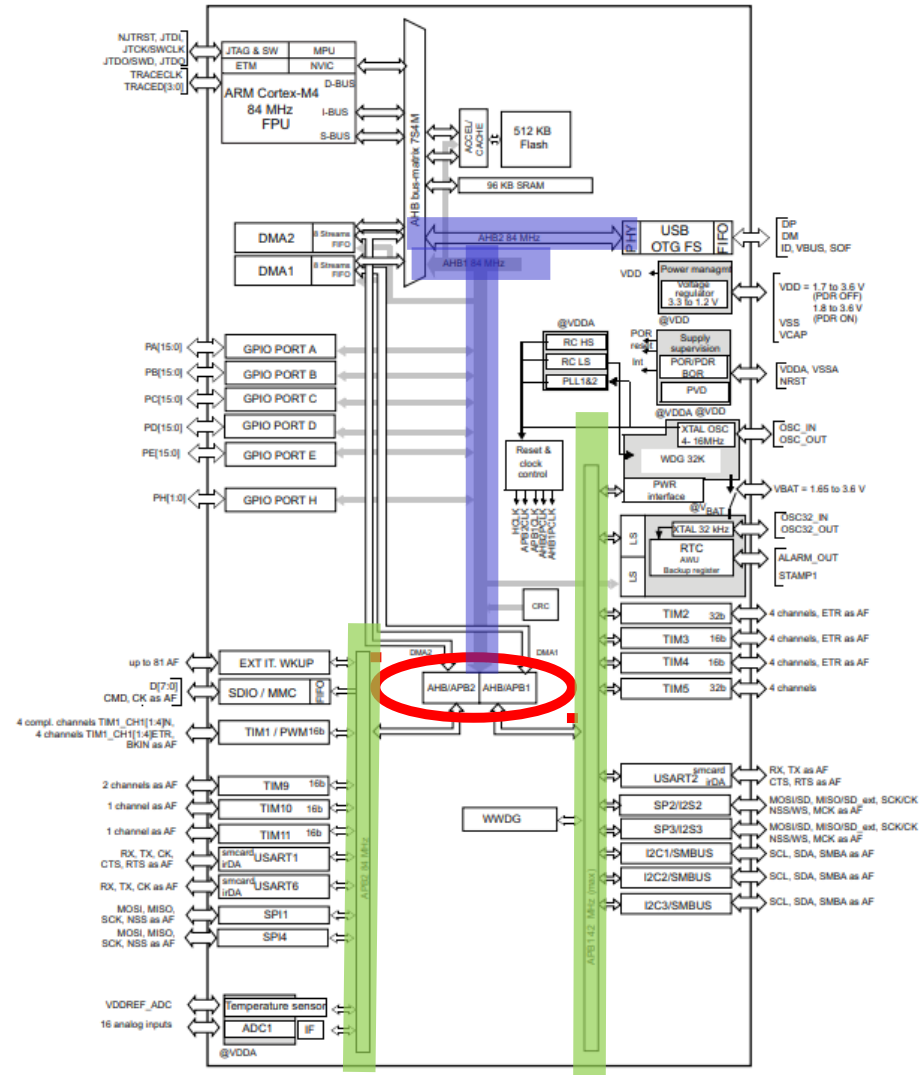 NJTRST, JTDI,
JTCK/SWCLK
JTDO/SWD, JTDO
TRACECLK
TRACED[3:0]
JTAG & SW
MPU
ETM
NVIC
ARM Cortex-M4
84 MHz
FPU
D-BUS
I-BUS
S-BUS
AHB bus-matrix 7S4M
ACCEL/
CACHE
512 KB
Flash
96 KB SRAM
DMA2
8 Streams
FIFO
DMA1
8 Streams
FIFO
AHB2 84 MHz
AHB1 84 MHz
PHY
USB
OTG FS
FIFO
DP
DM
ID, VBUS, SOF
VDD
Power managmt
Voltage
regulator
3.3 to 1.2 V
@VDD
VDD = 1.7 to 3.6 V
(PDR OFF)
1.8 to 3.6 V
(PDR ON)
VSS
VCAP
@VDDA
RC HS
RC LS
PLL1&2
POR
reset
Int
Supply
supervision
POR/PDR
BOR
PVD
@VDDA @VDD
VDDA, VSSA
NRST
PA[15:0]
GPIO PORT A
PB[15:0]
GPIO PORT B
PC[15:0]
GPIO PORT C
PD[15:0]
GPIO PORT D
PE[15:0]
GPIO PORT E
PH[1:0]
GPIO PORT H
XTAL OSC
4- 16MHz
WDG 32K
OSC_IN
OSC_OUT
Reset &
clock
control
HCLK
APB2CLK
APB1CLK
AHB2PCLK
AHB1PCLK
PWR
interface
VBAT = 1.65 to 3.6 V
@VBAT
LS
LS
XTAL 32 kHz
RTC
AWU
Backup register
OSC32_IN
OSC32_OUT
ALARM_OUT
STAMP1
CRC
TIM2
32b
4 channels, ETR as AF
TIM3
16b
4 channels, ETR as AF
TIM4
16b
4 channels, ETR as AF
TIM5
32b
4 channels
DMA2
DMA1
AHB/APB2
AHB/APB1
up to 81 AF
EXT IT. WKUP
D[7:0]
CMD, CK as AF
SDIO / MMC
FIFO
4 compl. channels TIM1_CH1[1:4]N,
4 channels TIM1_CH1[1:4]ETR,
BKIN as AF
TIM1 / PWM
16b
2 channels as AF
TIM9
16b
1 channel as AF
TIM10
16b
1 channel as AF
TIM11
16b
RX, TX, CK,
CTS, RTS as AF
smcard
irDA
USART1
RX, TX, CK as AF
smcard
irDA
USART6
MOSI, MISO,
SCK, NSS as AF
SPI1
MOSI, MISO,
SCK, NSS as AF
SPI4
VDDREF_ADC
Temperature sensor
16 analog inputs
ADC1
IF
@VDDA
APB2 84 MHz
WWDG
APB142 MHz (max)
USART2
smcard
irDA
RX, TX as AF
CTS, RTS as AF
SP2/I2S2
MOSI/SD, MISO/SD_ext, SCK/CK
NSS/WS, MCK as AF
SP3/I2S3
MOSI/SD, MISO/SD_ext, SCK/CK
NSS/WS, MCK as AF
I2C1/SMBUS
SCL, SDA, SMBA as AF
I2C2/SMBUS
SCL, SDA, SMBA as AF
I2C3/SMBUS
SCL, SDA, SMBA as AF